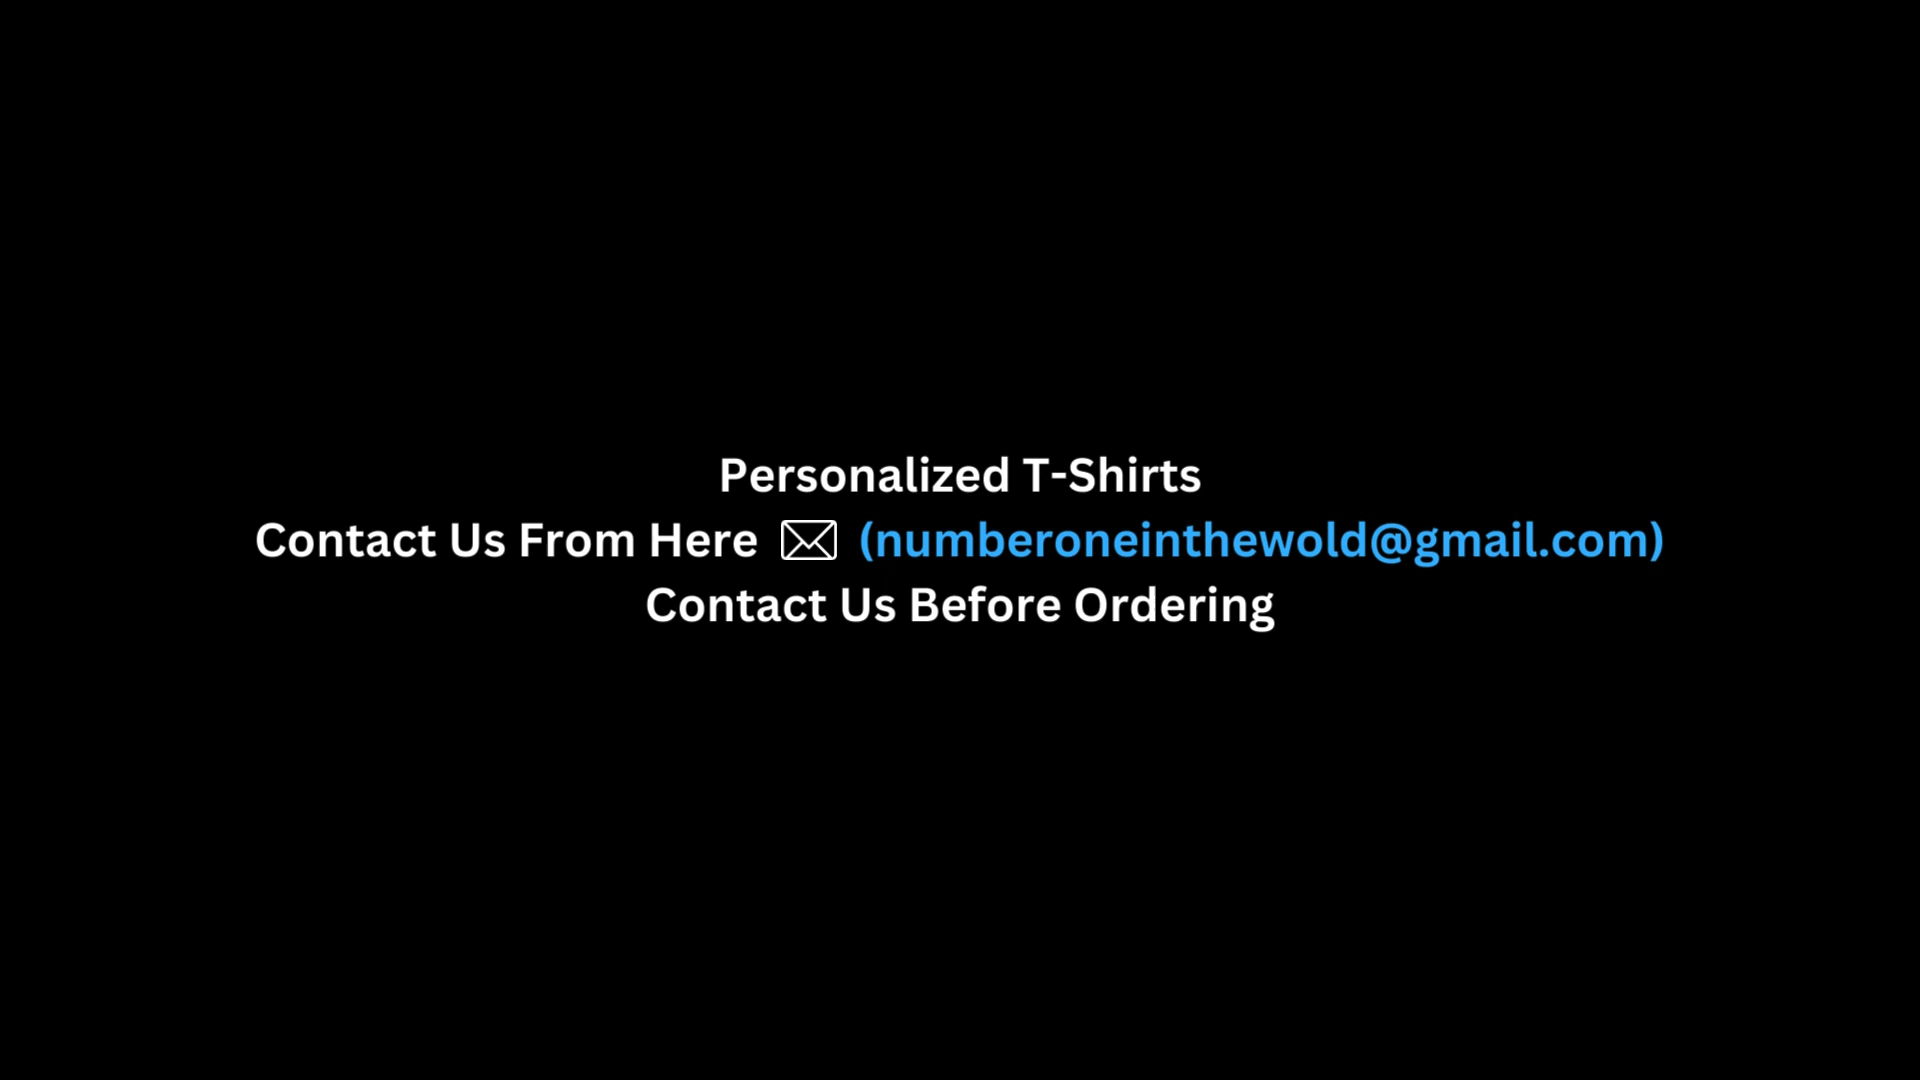 Personalized T-Shirts
Contact Us From Here ✉ (numberoneinthewold@gmail.com)
Contact Us Before Ordering